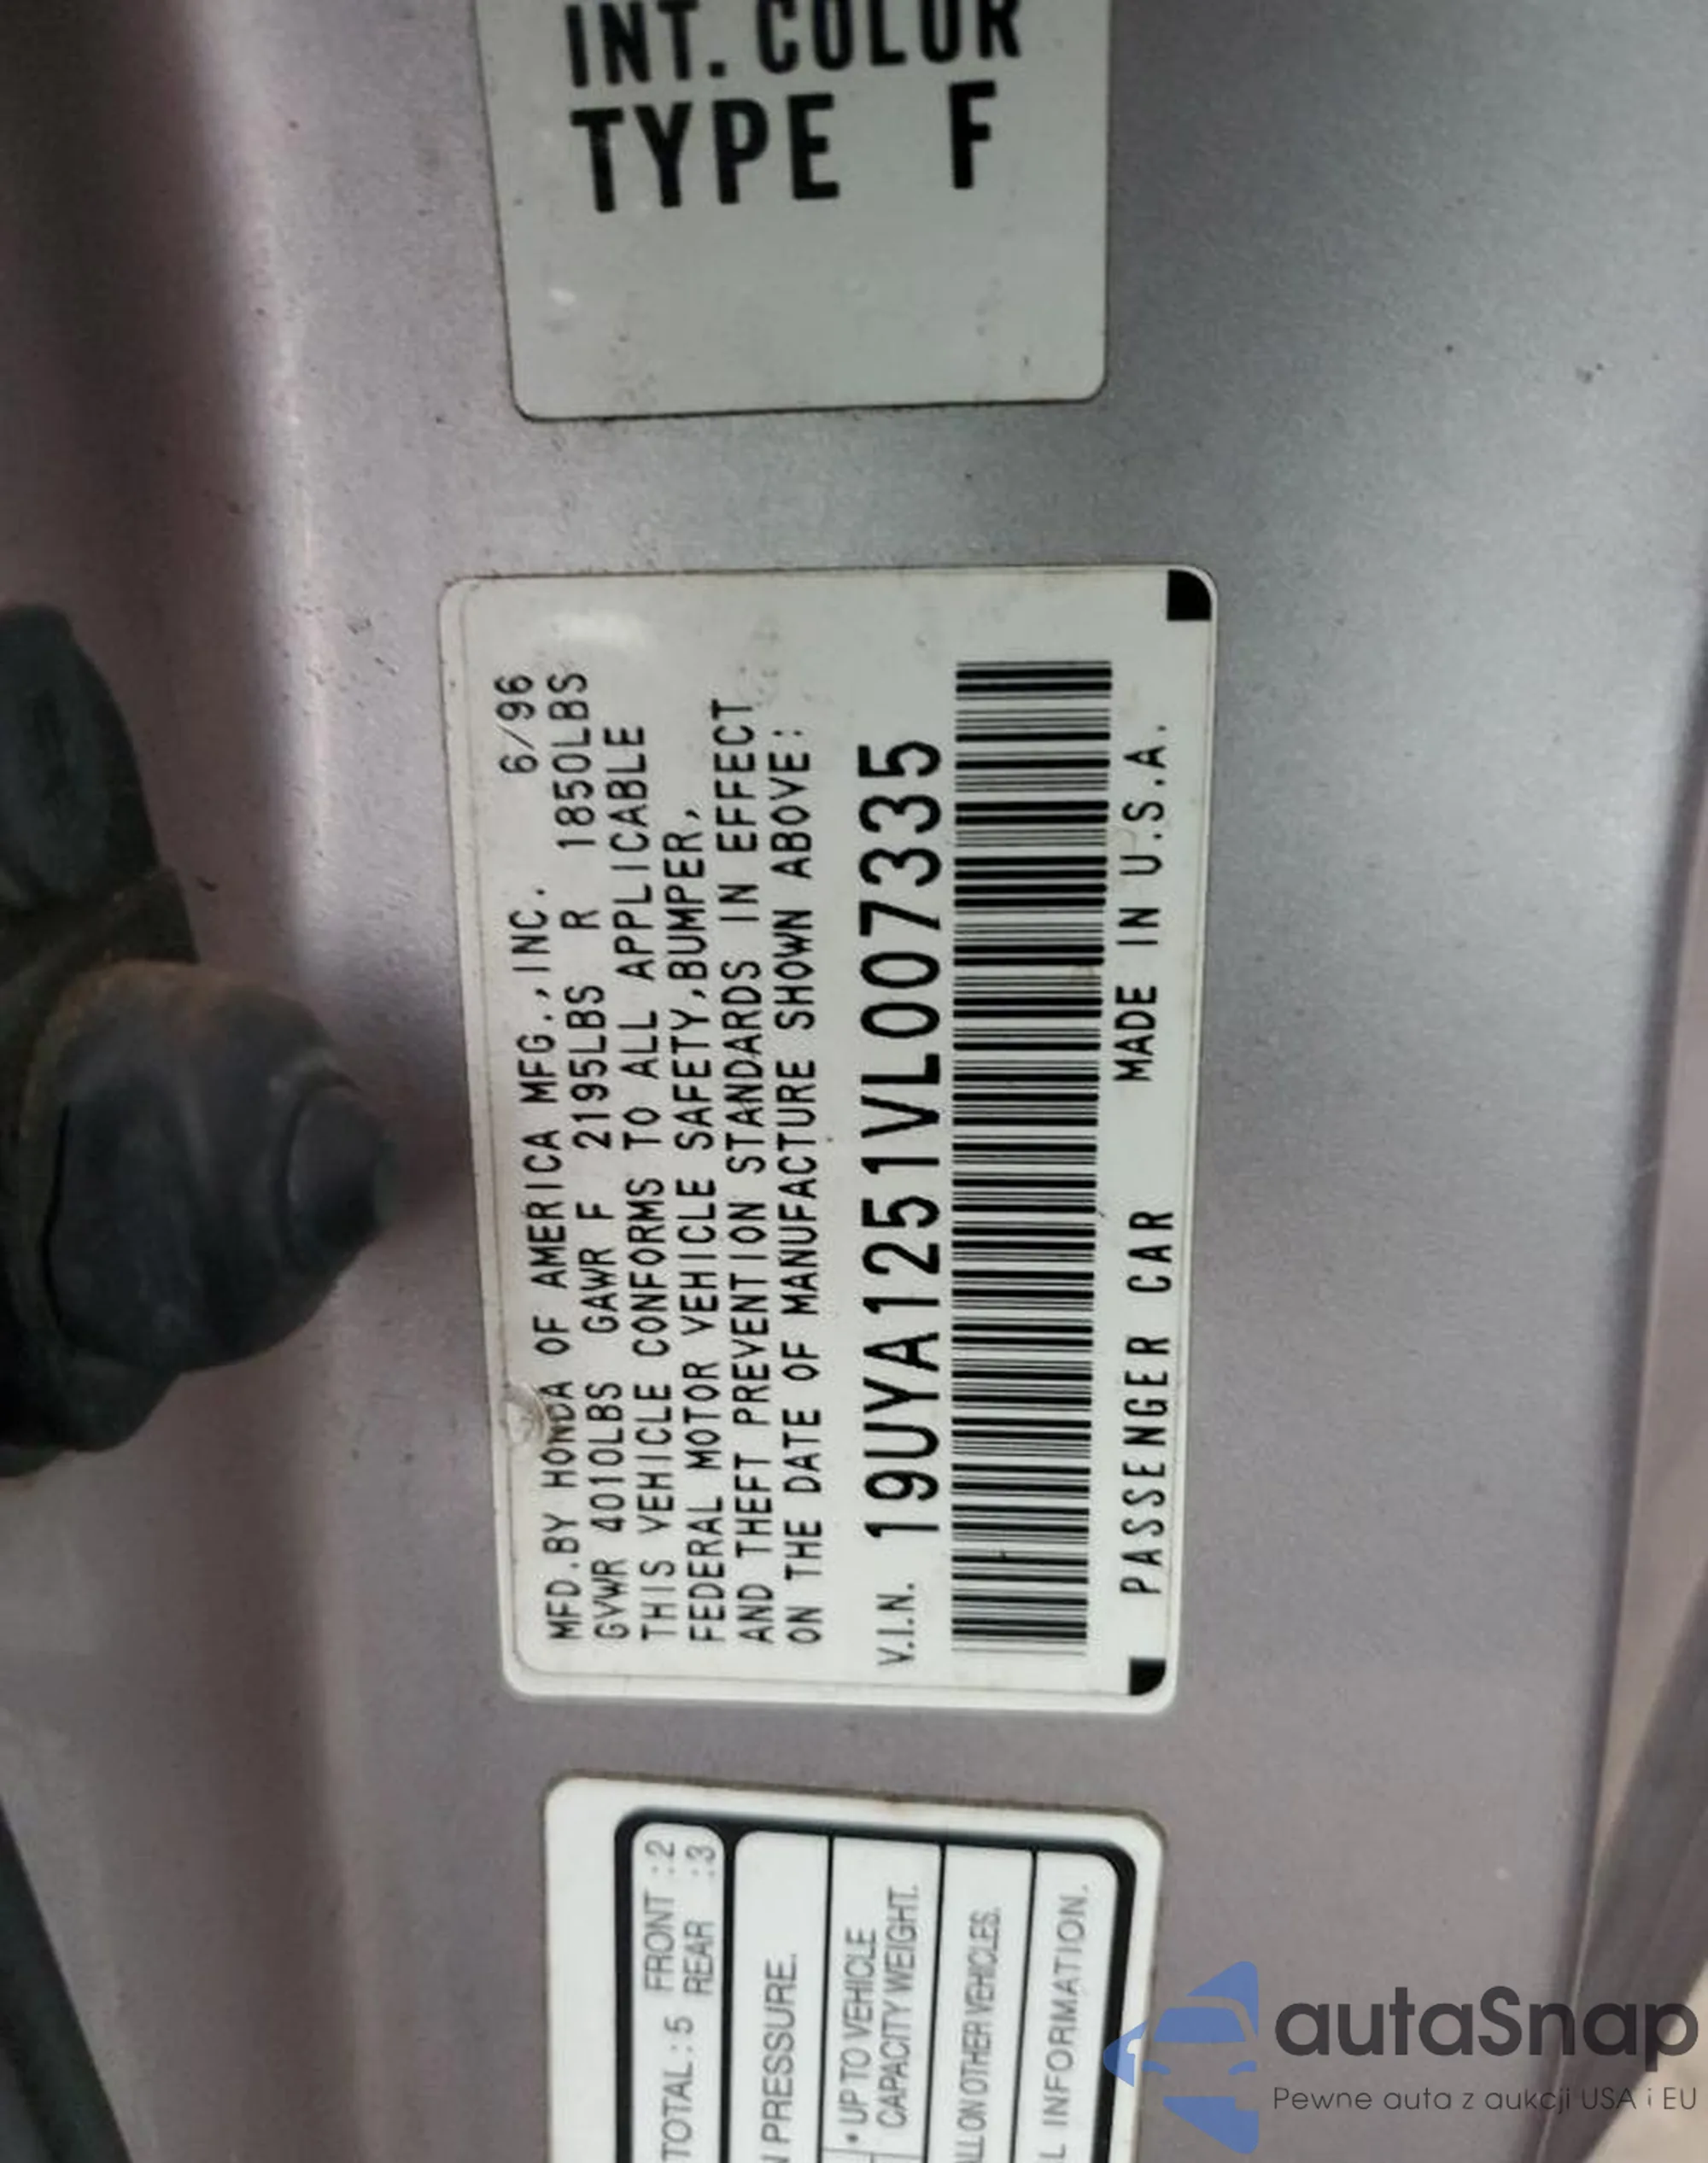 INT. COLOR
TYPE F
MFD.BY HONDA OF AMERICA MFG.,INC. 6/96
GVWR 4010LBS GAWR F 2195LBS R 1850LBS
THIS VEHICLE CONFORMS TO ALL APPLICABLE
FEDERAL MOTOR VEHICLE SAFETY,BUMPER,
AND THEFT PREVENTION STANDARDS IN EFFECT
ON THE DATE OF MANUFACTURE SHOWN ABOVE:
V.I.N. 19UYA1251VL007335
PASSENGER CAR MADE IN U.S.A.
TOTAL:5 FRONT :2
REAR :3
PRESSURE.
• UP TO VEHICLE
CAPACITY WEIGHT.
ALL ON OTHER VEHICLES.
INFORMATION.
autaSnap
Pewne auta z aukcji USA i EU